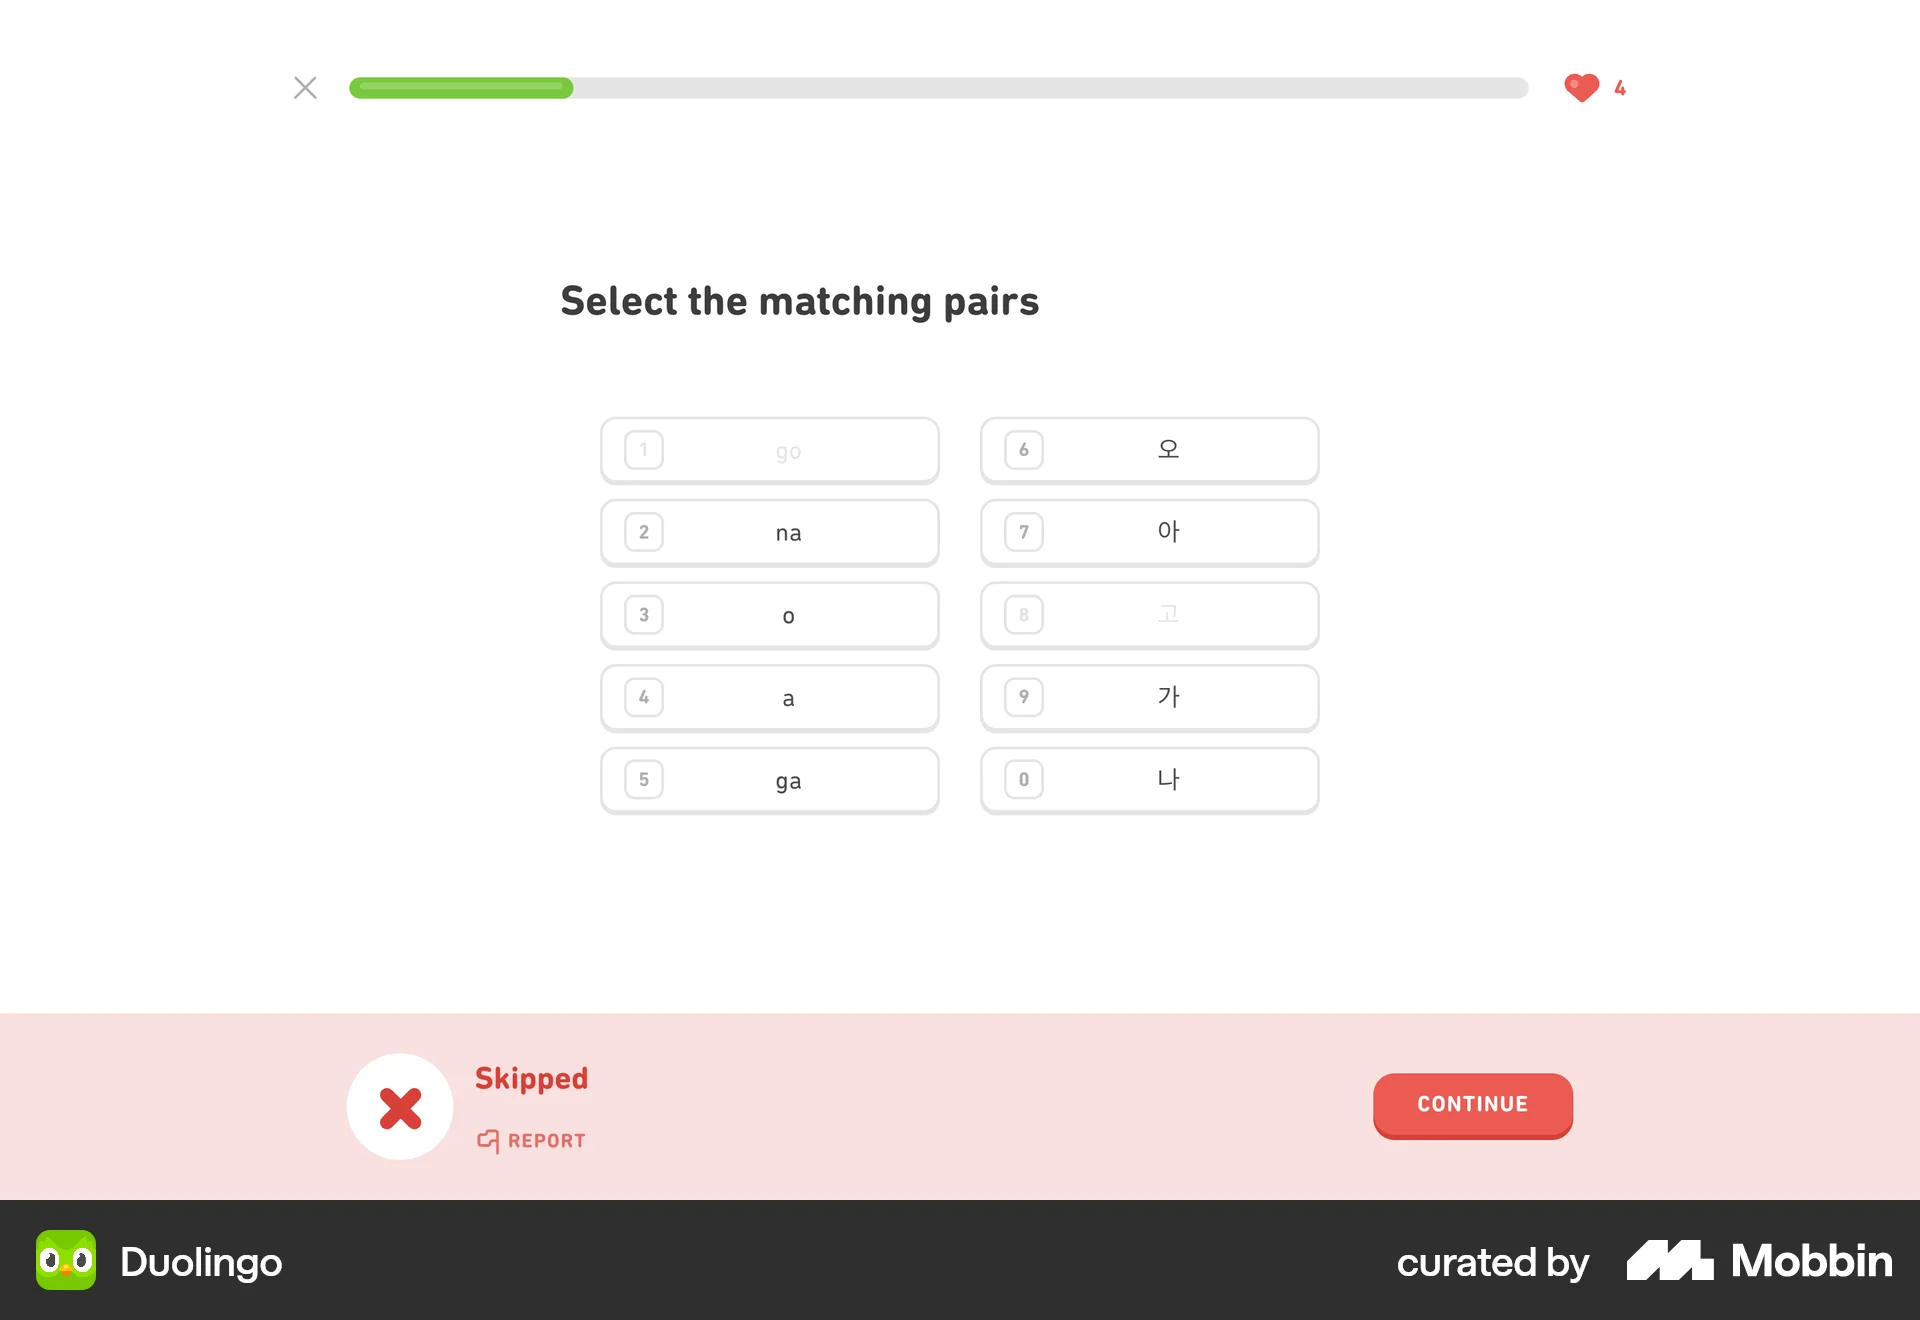 4
Select the matching pairs
1 go
6 오
2 na
7 아
3 o
8 고
4 a
9 가
5 ga
0 나
Skipped
REPORT
CONTINUE
Duolingo
curated by Mobbin